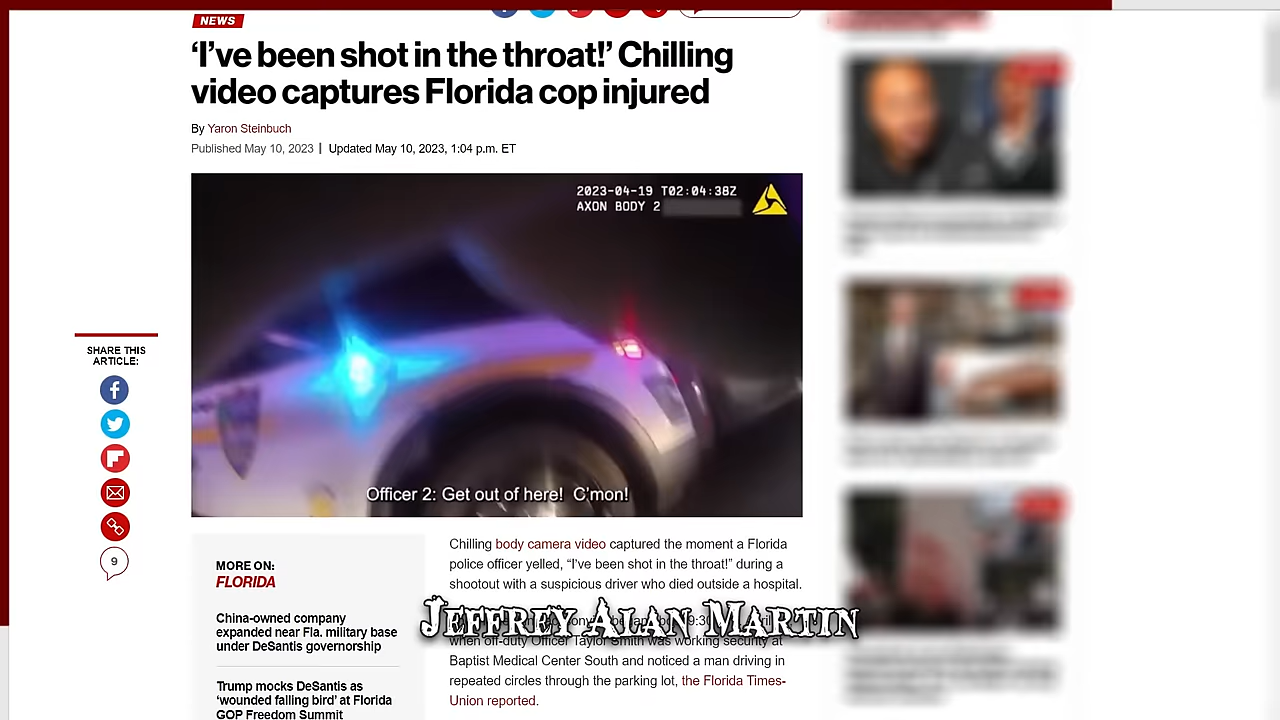 NEWS
‘I’ve been shot in the throat!’ Chilling
video captures Florida cop injured
By Yaron Steinbuch
Published May 10, 2023 | Updated May 10, 2023, 1:04 p.m. ET
2023-04-19 T02:04:38Z
AXON BODY 2
SHARE THIS
ARTICLE:
9
Officer 2: Get out of here! C'mon!
MORE ON:
FLORIDA
China-owned company
expanded near Fla. military base
under DeSantis governorship
Trump mocks DeSantis as
‘wounded falling bird’ at Florida
GOP Freedom Summit
Chilling body camera video captured the moment a Florida
police officer yelled, “I’ve been shot in the throat!” during a
shootout with a suspicious driver who died outside a hospital.
Jeffrey Alan Martin
when off-duty Officer Taylor Smith was working security at
Baptist Medical Center South and noticed a man driving in
repeated circles through the parking lot, the Florida Times-
Union reported.